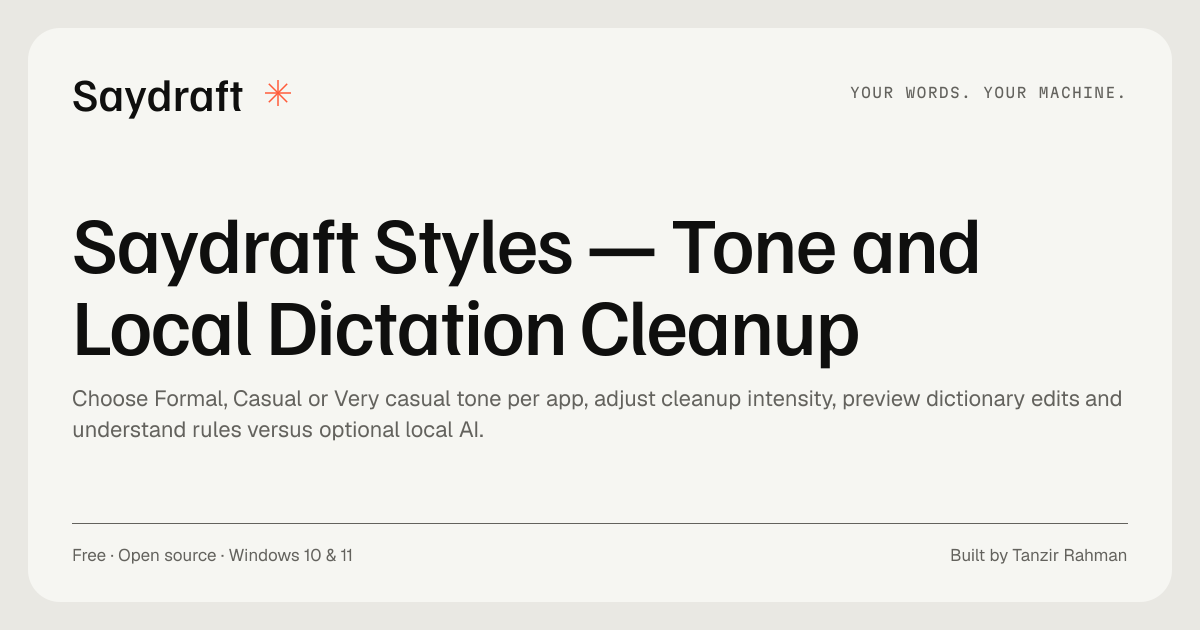 Saydraft
YOUR WORDS. YOUR MACHINE.
Saydraft Styles — Tone and
Local Dictation Cleanup
Choose Formal, Casual or Very casual tone per app, adjust cleanup intensity, preview dictionary edits and
understand rules versus optional local AI.
Free · Open source · Windows 10 & 11
Built by Tanzir Rahman